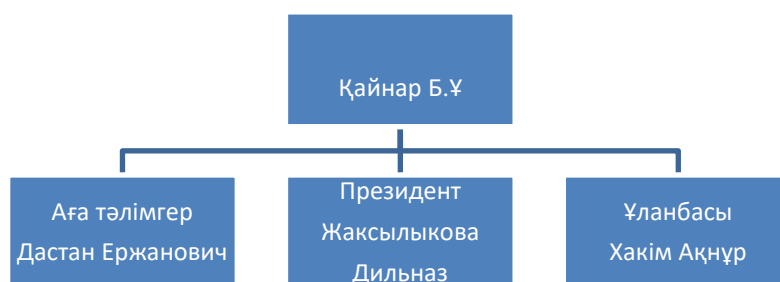 Қайнар Б.Ұ
Аға тәлімгер
Дастан Ержанович
Президент
Жаксылыкова
Дильназ
Ұланбасы
Хакім Ақнұр